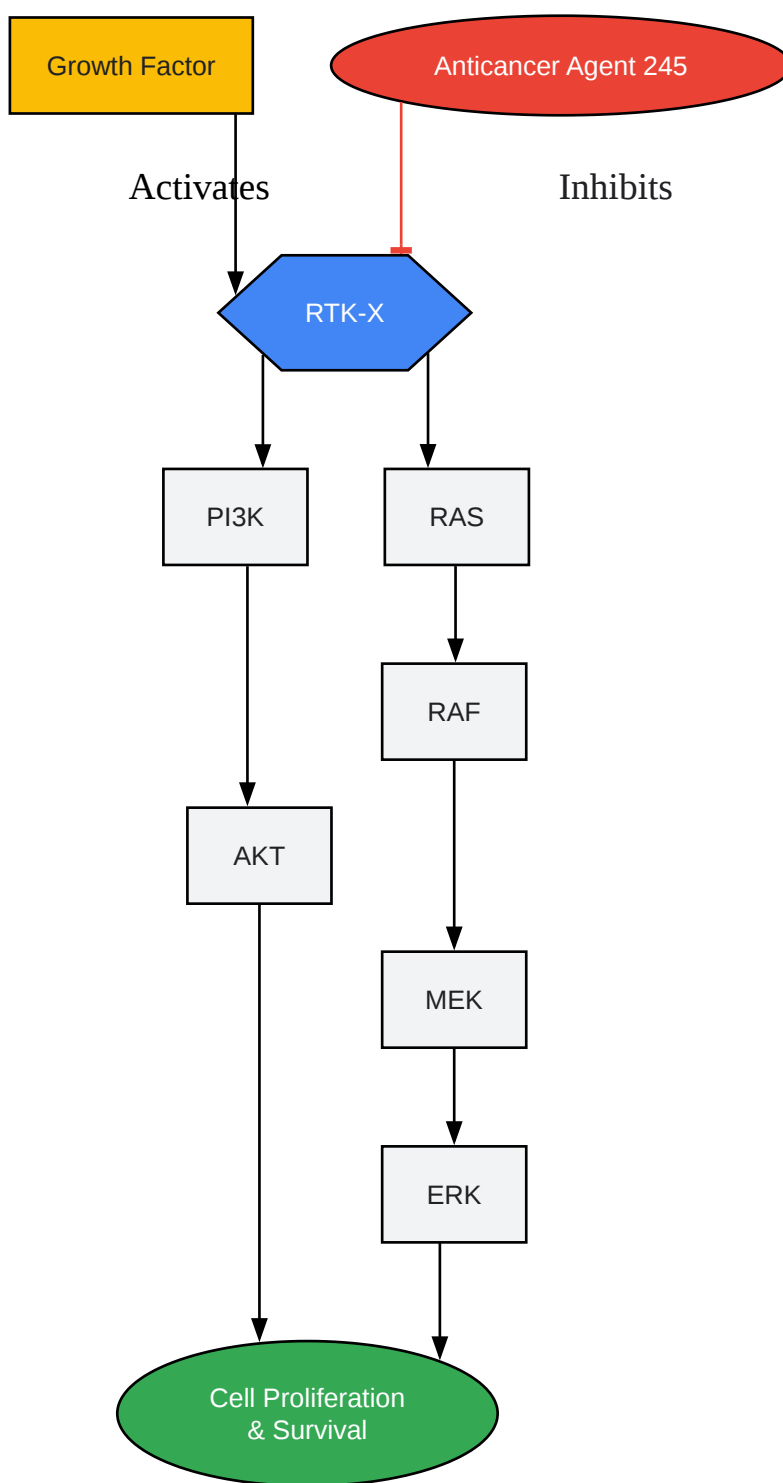 Growth Factor
Anticancer Agent 245
Activates
Inhibits
RTK-X
PI3K
RAS
RAF
AKT
MEK
ERK
Cell Proliferation
& Survival